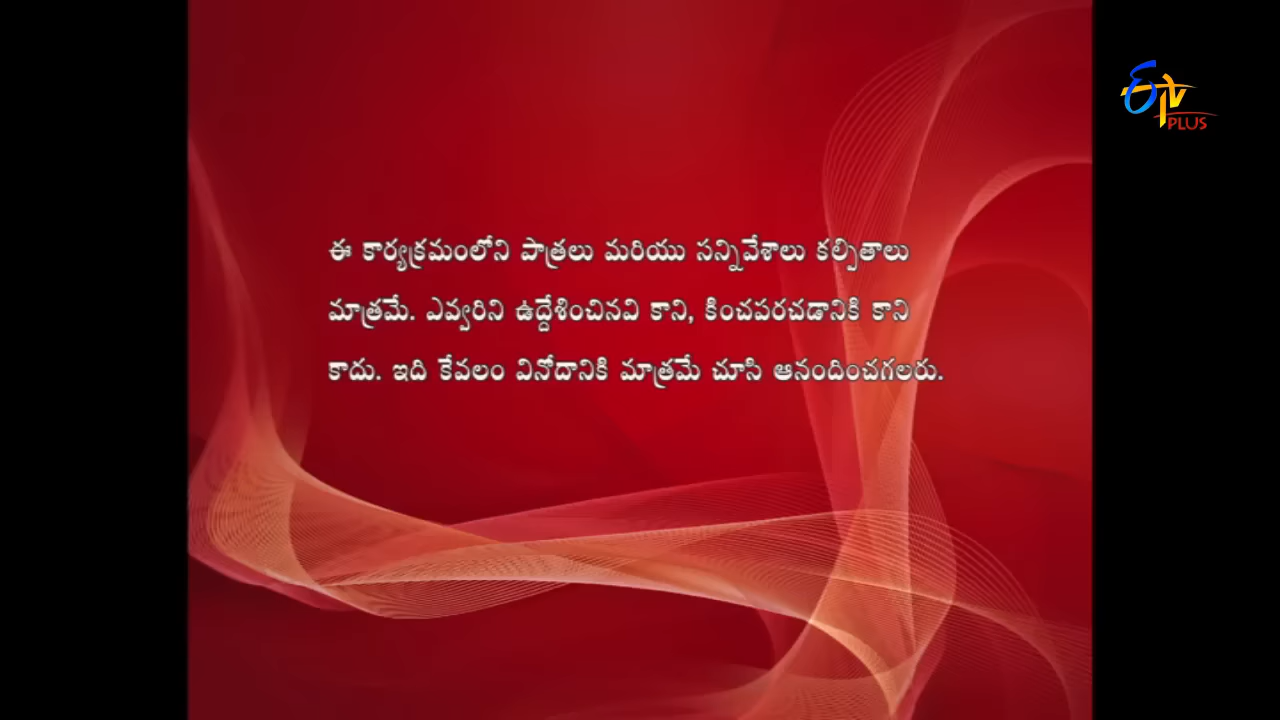 ఈ కార్యక్రమంలోని పాత్రలు మరియు సన్నివేశాలు కల్పితాలు
మాత్రమే. ఎవ్వరిని ఉద్దేశించినవి కాని, కించపరచడానికి కాని
కాదు. ఇది కేవలం వినోదానికి మాత్రమే చూసి ఆనందించగలరు.
ETV
PLUS